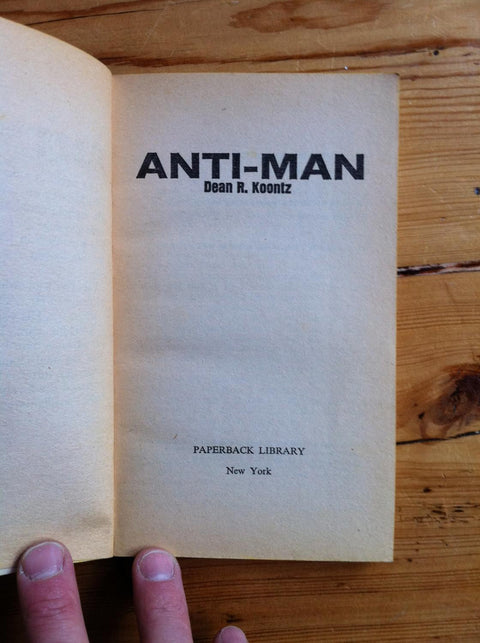 ANTI-MAN
Dean R. Koontz
PAPERBACK LIBRARY
New York